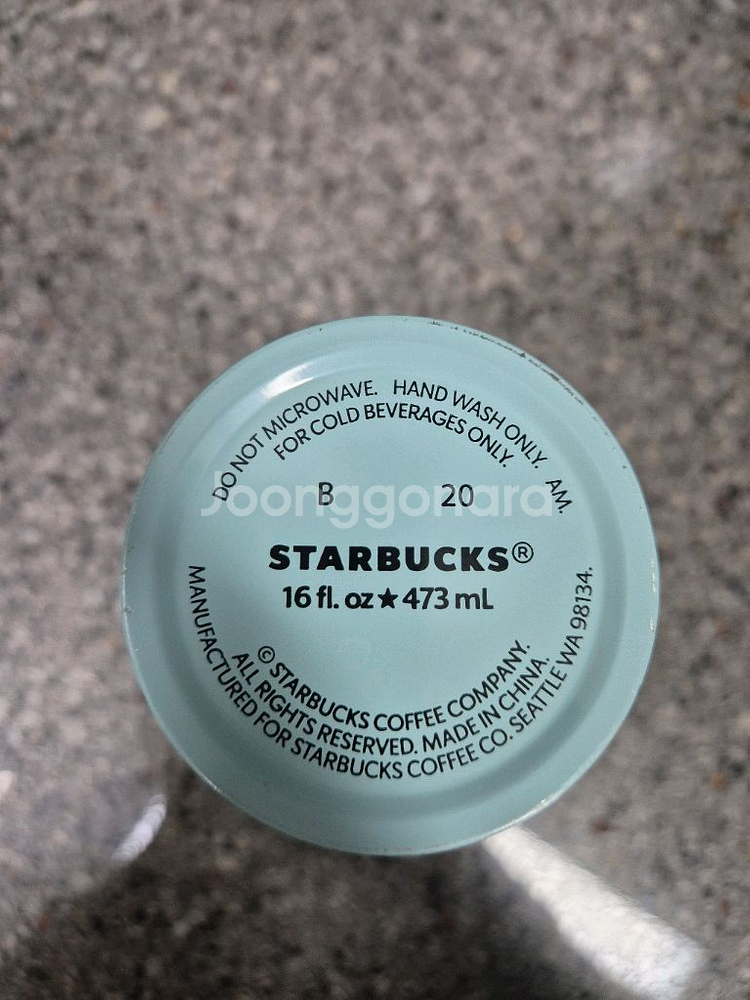 DO NOT MICROWAVE. HAND WASH ONLY. AM.
FOR COLD BEVERAGES ONLY.
B 20
Joonggonara
STARBUCKS®
16 fl. oz★473 mL
© STARBUCKS COFFEE COMPANY.
ALL RIGHTS RESERVED. MADE IN CHINA.
MANUFACTURED FOR STARBUCKS COFFEE CO. SEATTLE WA 98134.